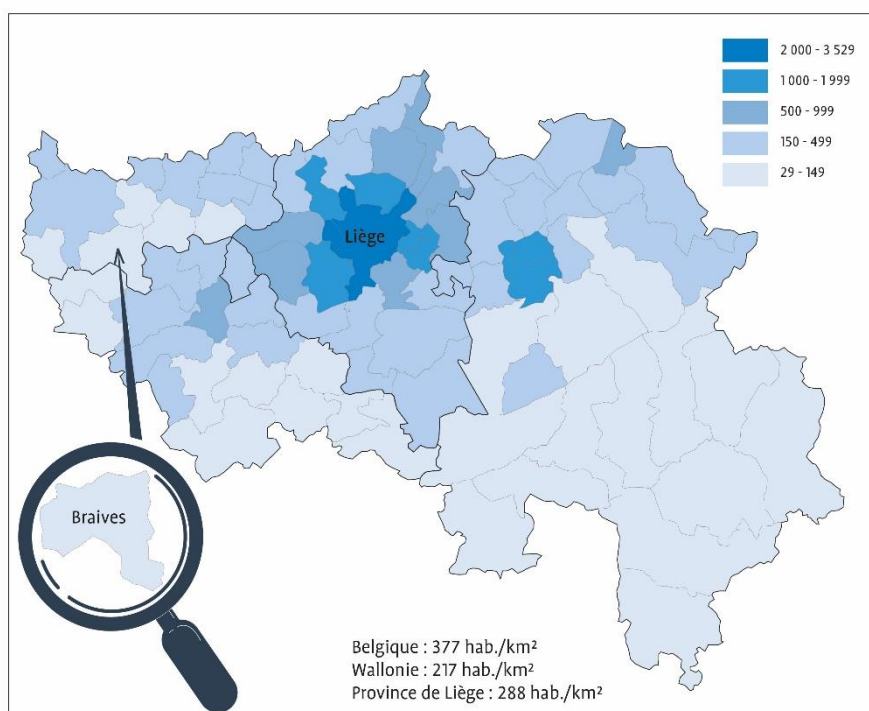 2 000 - 3 529
1 000 - 1 999
500 - 999
150 - 499
29 - 149
Liège
Braives
Belgique : 377 hab./km²
Wallonie : 217 hab./km²
Province de Liège : 288 hab./km²